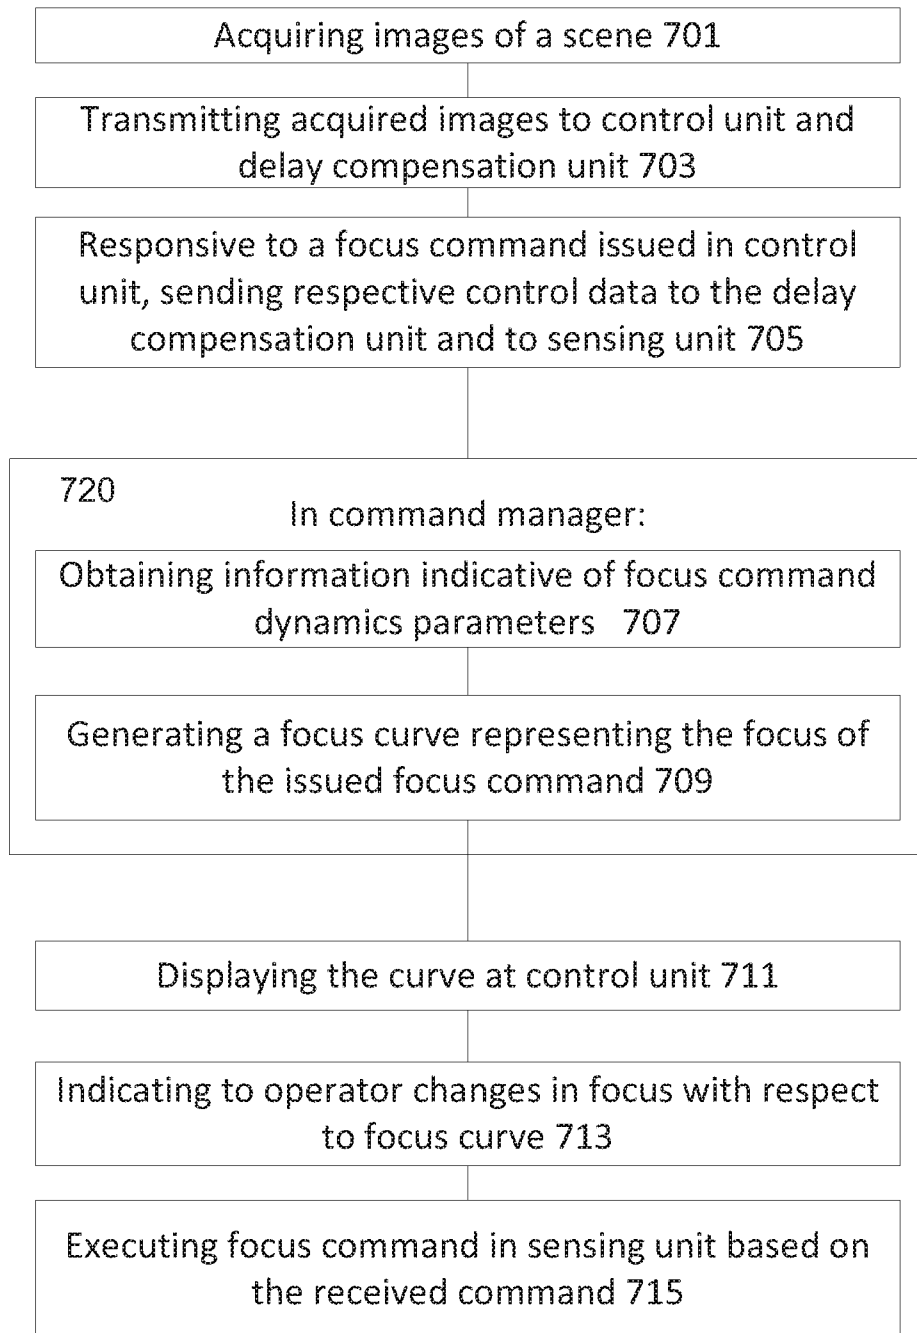 Acquiring images of a scene 701
Transmitting acquired images to control unit and
delay compensation unit 703
Responsive to a focus command issued in control
unit, sending respective control data to the delay
compensation unit and to sensing unit 705
720
In command manager:
Obtaining information indicative of focus command
dynamics parameters 707
Generating a focus curve representing the focus of
the issued focus command 709
Displaying the curve at control unit 711
Indicating to operator changes in focus with respect
to focus curve 713
Executing focus command in sensing unit based on
the received command 715